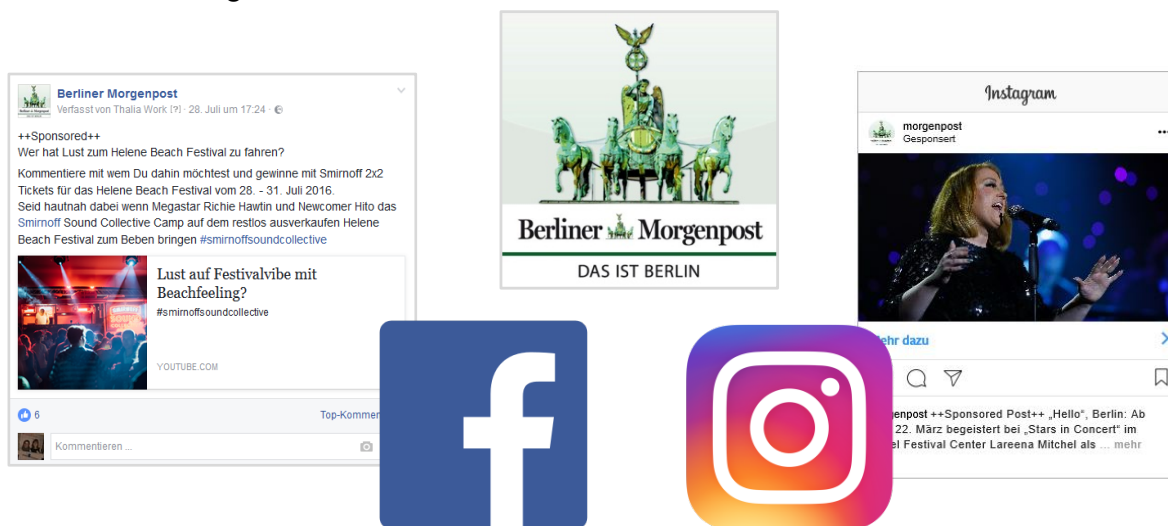 Berliner Morgenpost
Verfasst von Thalia Work [?] · 28. Juli um 17:24 ·
++Sponsored++
Wer hat Lust zum Helene Beach Festival zu fahren?
Kommentiere mit wem Du dahin möchtest und gewinne mit Smirnoff 2x2
Tickets für das Helene Beach Festival vom 28. - 31. Juli 2016.
Seid hautnah dabei wenn Megastar Richie Hawtin und Newcomer Hito das
Smirnoff Sound Collective Camp auf dem restlos ausverkaufen Helene
Beach Festival zum Beben bringen #smirnoffsoundcollective
Lust auf Festivalvibe mit
Beachfeeling?
#smirnoffsoundcollective
YOUTUBE.COM
6
Top-Kommen
Kommentieren ...
Berliner Morgenpost
DAS IST BERLIN
Instagram
morgenpost
Gesponsert
ehr dazu
enpost ++Sponsored Post++ „Hello", Berlin: Ab
22. März begeistert bei „Stars in Concert" im
el Festival Center Lareena Mitchel als ... mehr